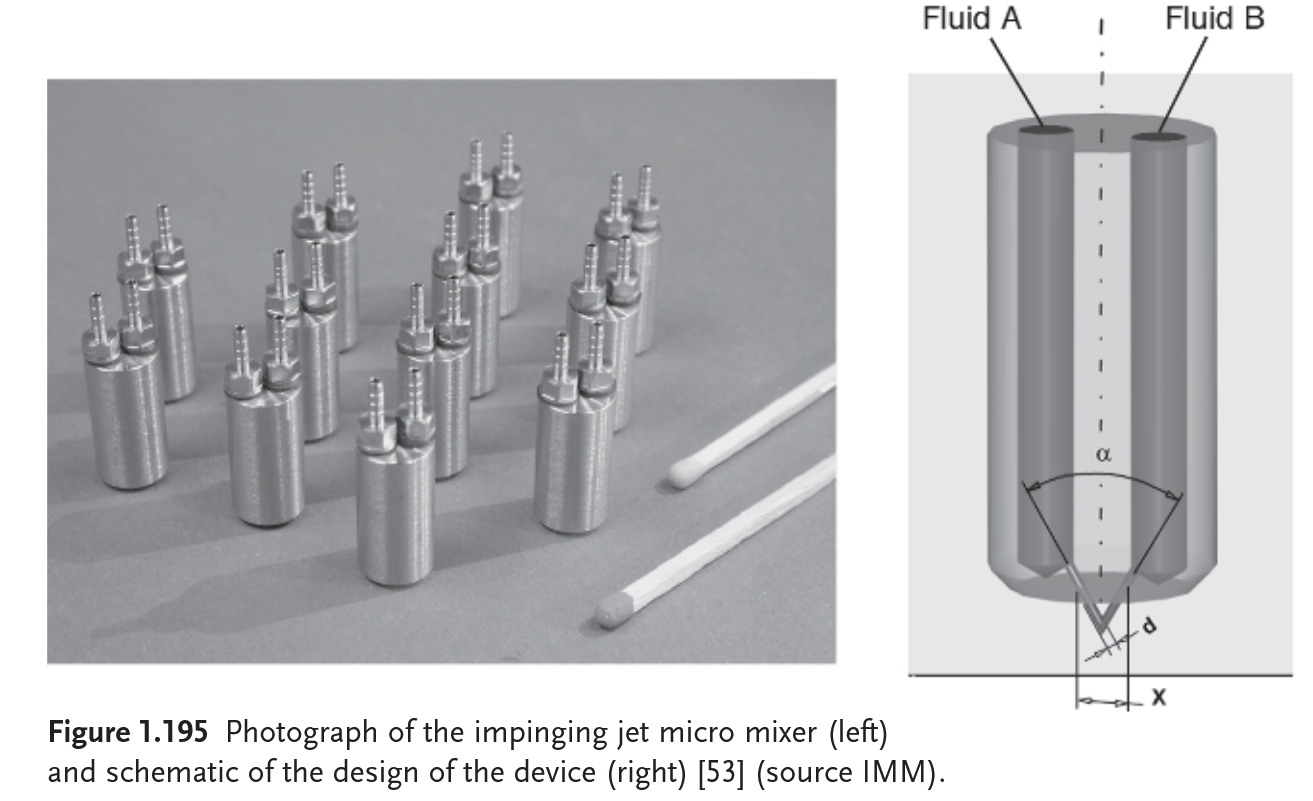 Fluid A
Fluid B
α
d
x
Figure 1.195 Photograph of the impinging jet micro mixer (left)
and schematic of the design of the device (right) [53] (source IMM).